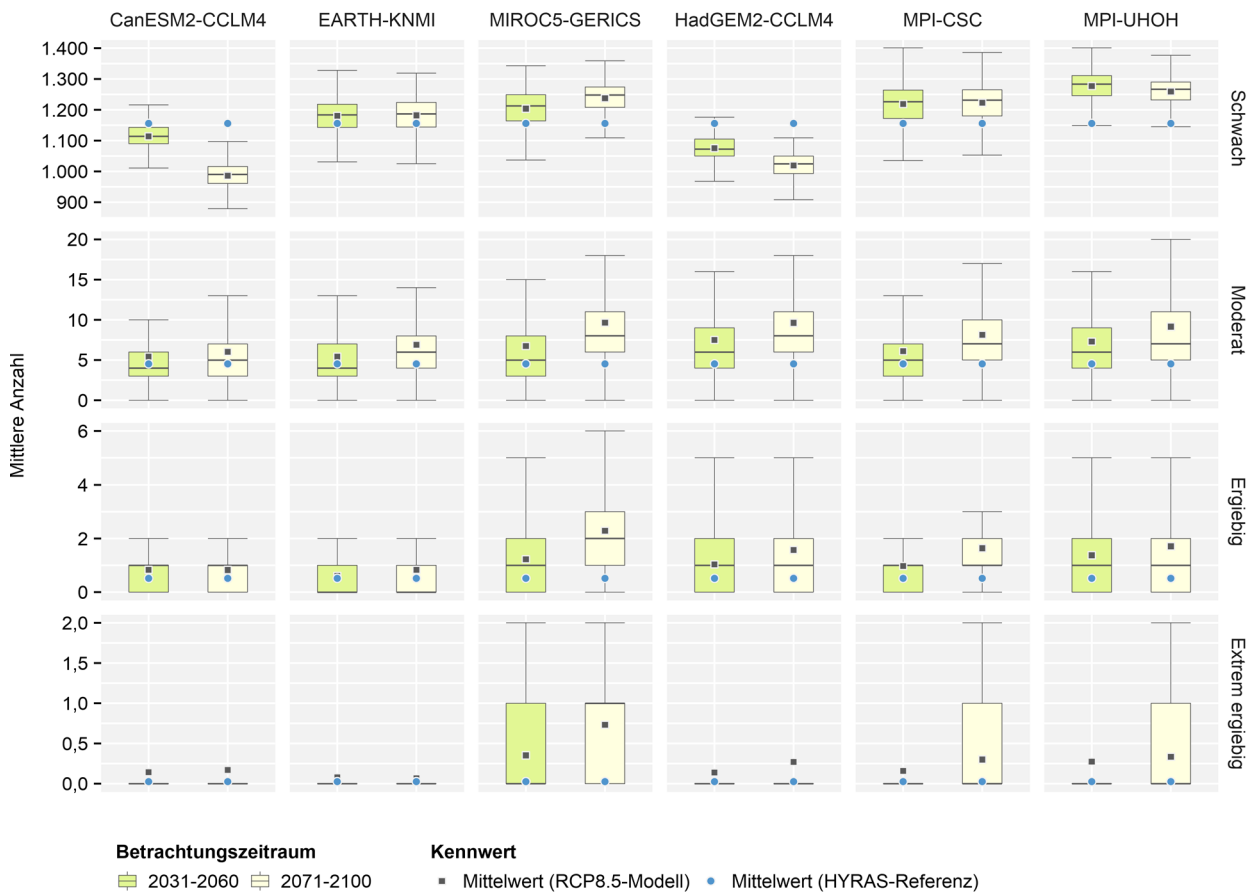 CanESM2-CCLM4 EARTH-KNMI MIROC5-GERICS HadGEM2-CCLM4 MPI-CSC MPI-UHOH
Mittlere Anzahl
1.400
1.300
1.200
1.100
1.000
900
Schwach
20
15
10
5
0
Moderat
6
4
2
0
Ergiebig
2,0
1,5
1,0
0,5
0,0
Extrem ergiebig
Betrachtungszeitraum Kennwert
2031-2060 2071-2100 Mittelwert (RCP8.5-Modell) Mittelwert (HYRAS-Referenz)